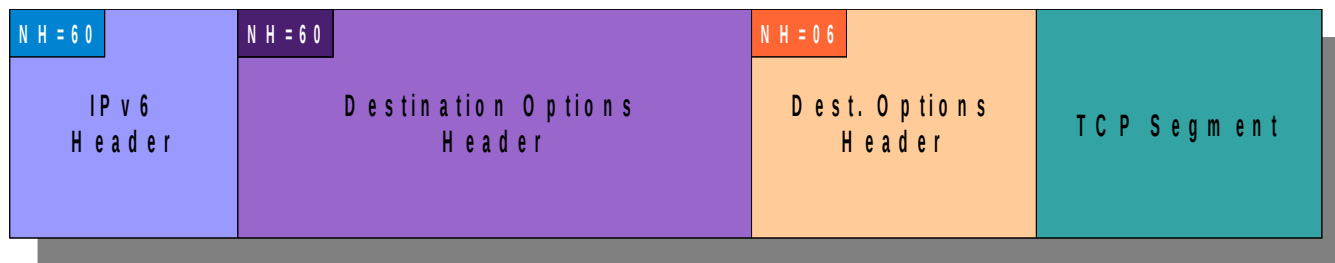 NH=60
IPv6
Header
NH=60
Destination Options
Header
NH=06
Dest. Options
Header
TCP Segment